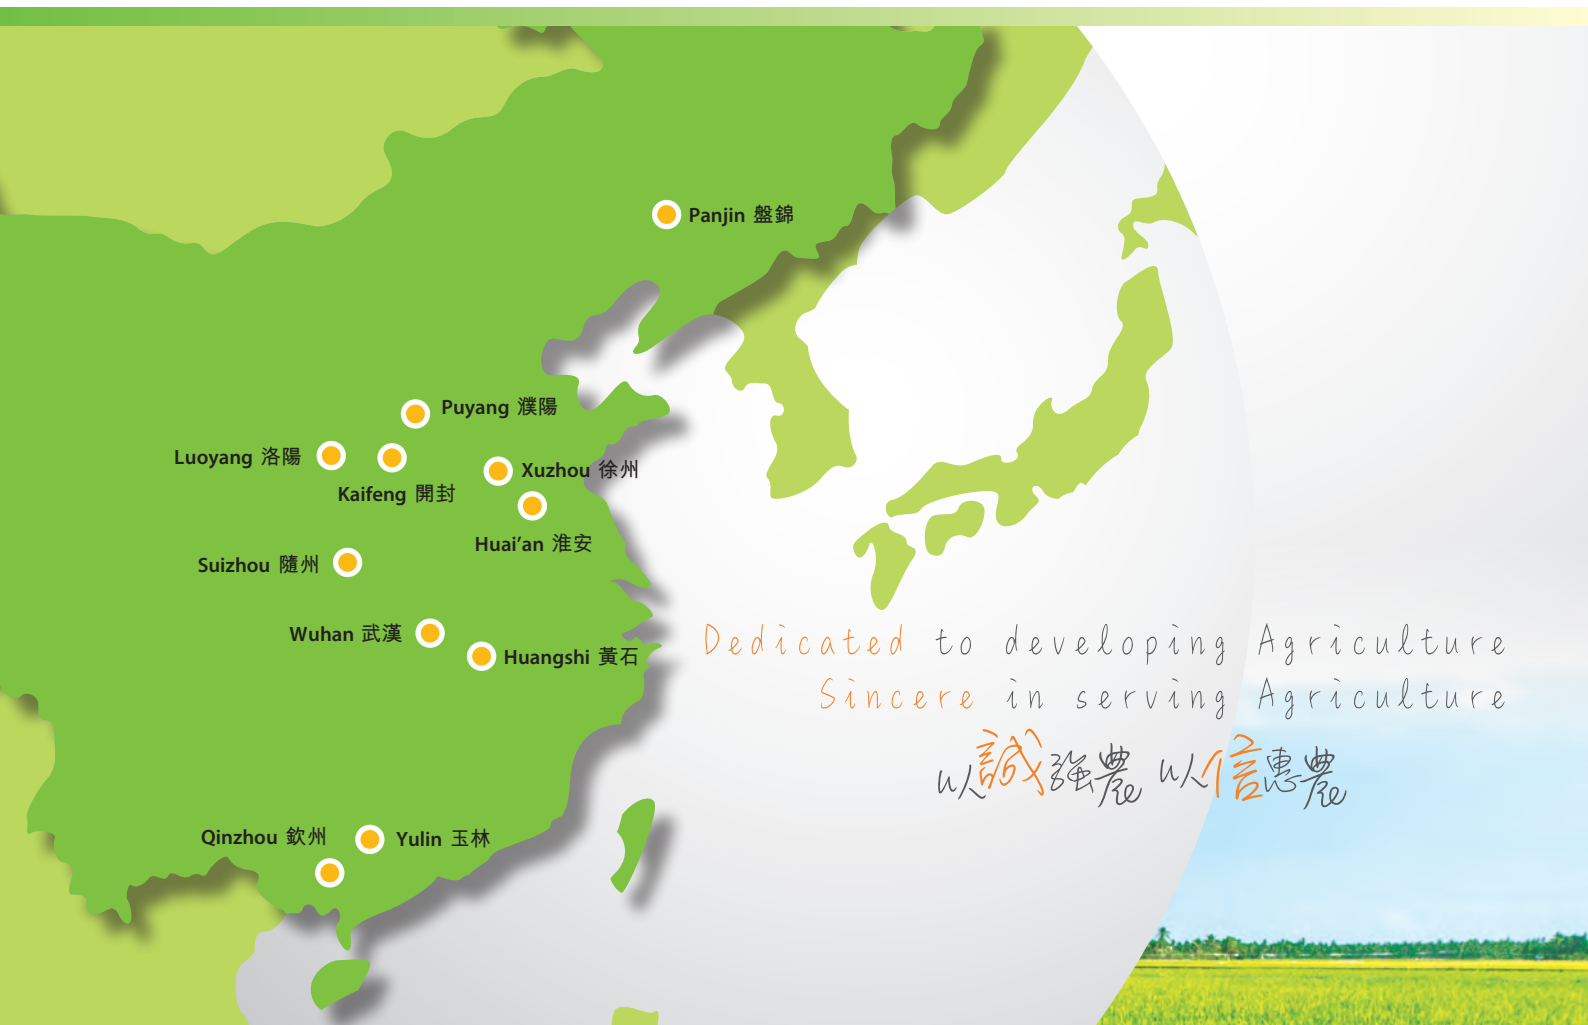 Panjin 盤錦
Puyang 濮陽
Luoyang 洛陽
Kaifeng 開封
Xuzhou 徐州
Huai’an 淮安
Suizhou 隨州
Wuhan 武漢
Huangshi 黃石
Dedicated to developing Agriculture
Sincere in serving Agriculture
以誠強農 以信惠農
Qinzhou 欽州
Yulin 玉林